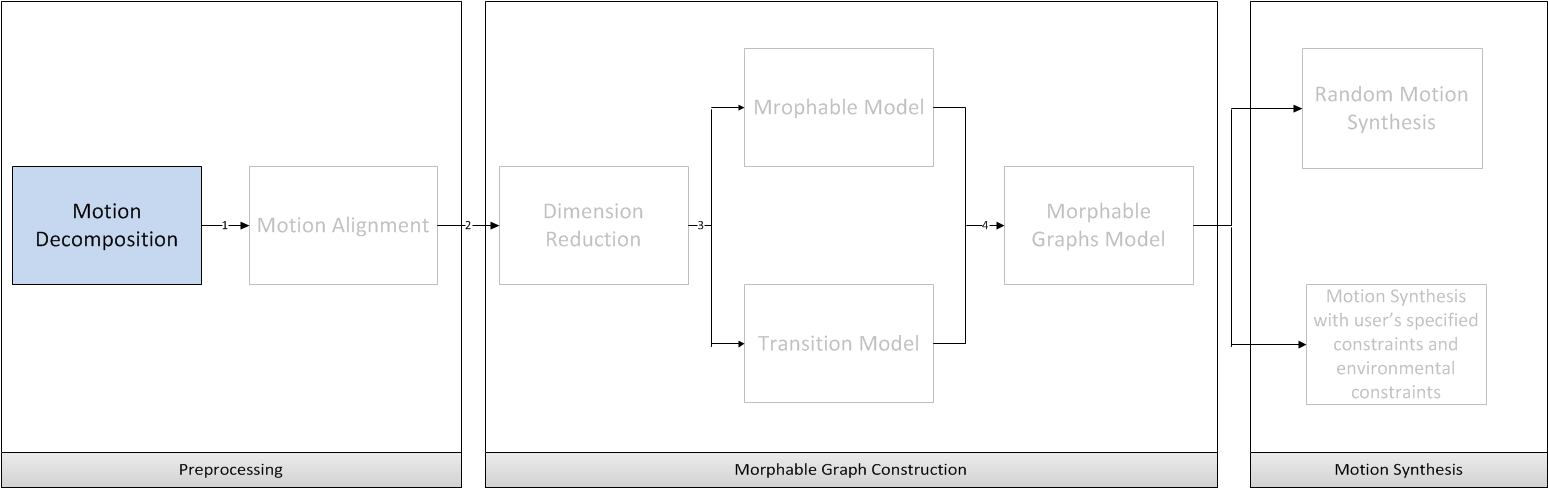 Motion
Decomposition
1
Motion Alignment
2
Dimension
Reduction
3
Mrophable Model
Transition Model
4
Morphable
Graphs Model
Random Motion
Synthesis
Motion Synthesis
with user's specified
constraints and
environmental
constraints
Preprocessing
Morphable Graph Construction
Motion Synthesis